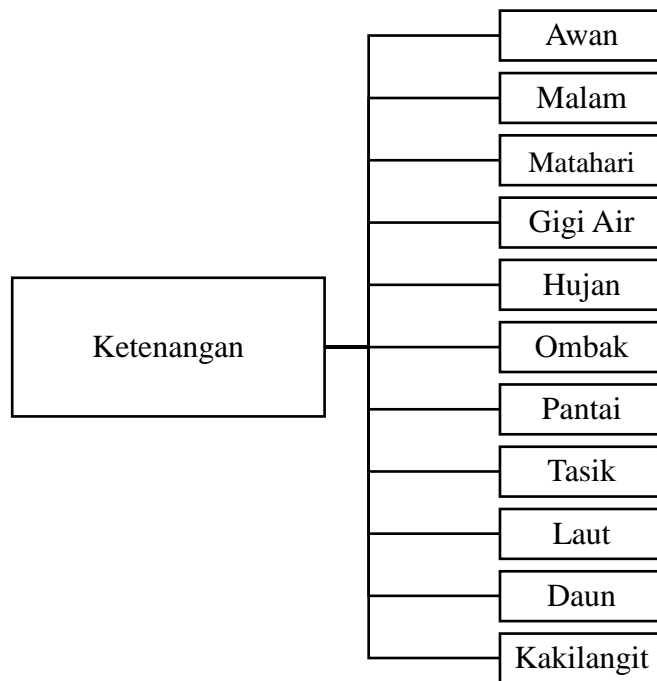 Awan
Malam
Matahari
Gigi Air
Hujan
Ketenangan
Ombak
Pantai
Tasik
Laut
Daun
Kakilangit